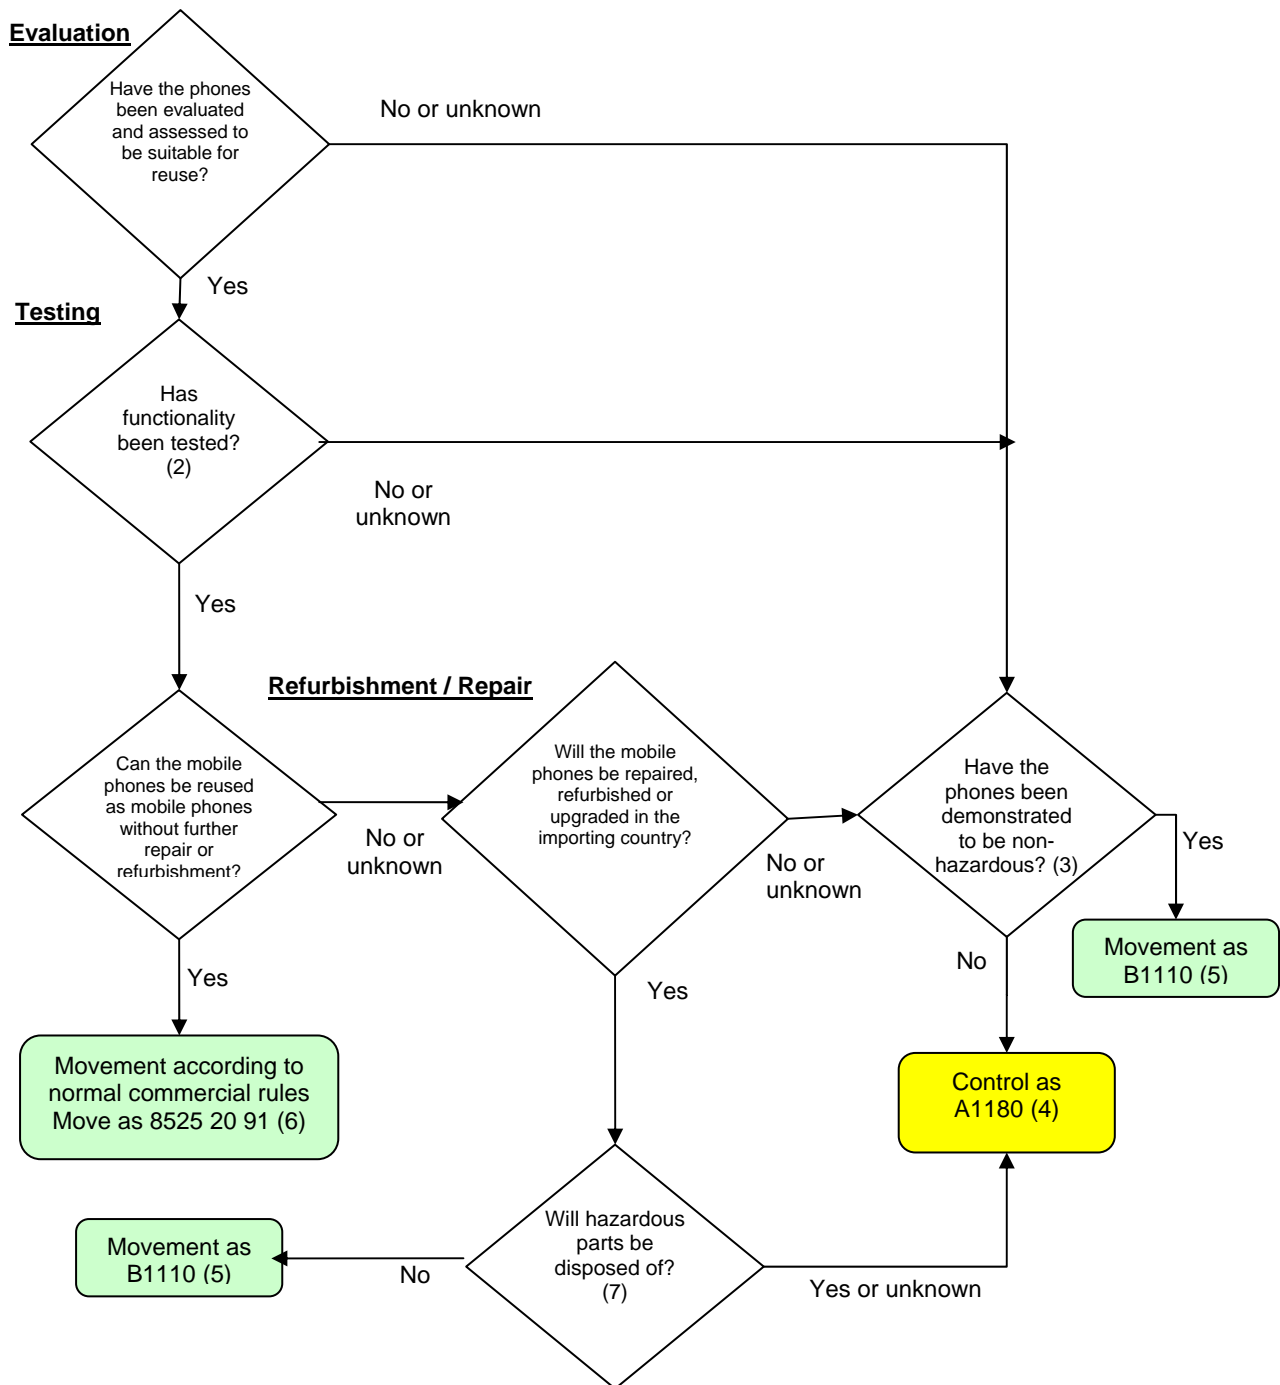 Evaluation
Have the phones
been evaluated
and assessed to
be suitable for
reuse?
No or unknown
Yes
Testing
Has
functionality
been tested?
(2)
No or
unknown
Yes
Refurbishment / Repair
Can the mobile
phones be reused
as mobile phones
without further
repair or
refurbishment?
No or
unknown
Will the mobile
phones be repaired,
refurbished or
upgraded in the
importing country?
No or
unknown
Have the
phones been
demonstrated
to be non-
hazardous? (3)
Yes
Movement as
B1110 (5)
No
Yes
Yes
Movement according to
normal commercial rules
Move as 8525 20 91 (6)
Control as
A1180 (4)
Will hazardous
parts be
disposed of?
(7)
Movement as
B1110 (5)
No
Yes or unknown